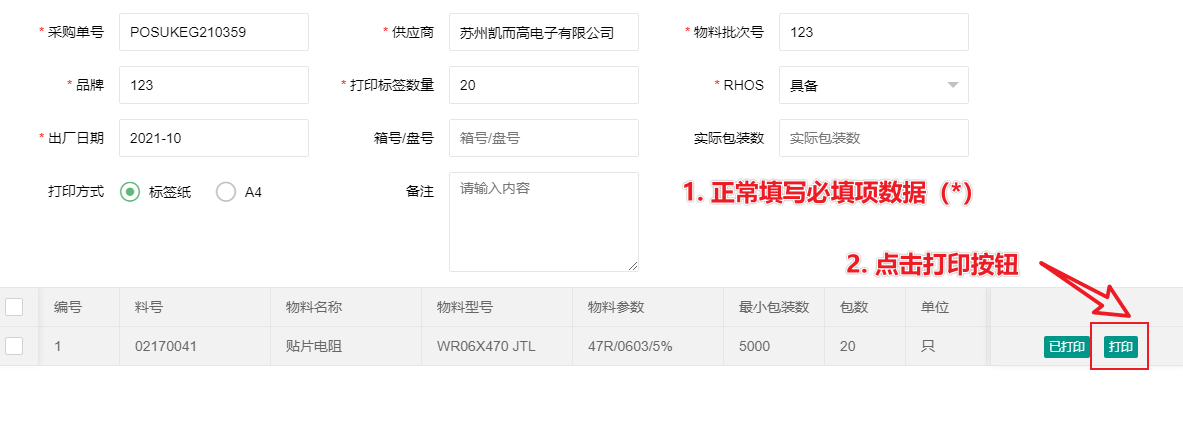 * 采购单号 POSUKEG210359 * 供应商 苏州凯而高电子有限公司 * 物料批次号 123
* 品牌 123 * 打印标签数量 20 * RHOS 具备
* 出厂日期 2021-10 箱号/盘号 箱号/盘号 实际包装数 实际包装数
打印方式 标签纸 A4 备注 请输入内容
1. 正常填写必填项数据（*）
2. 点击打印按钮
编号 料号 物料名称 物料型号 物料参数 最小包装数 包数 单位
1 02170041 贴片电阻 WR06X470 JTL 47R/0603/5% 5000 20 只 已打印 打印